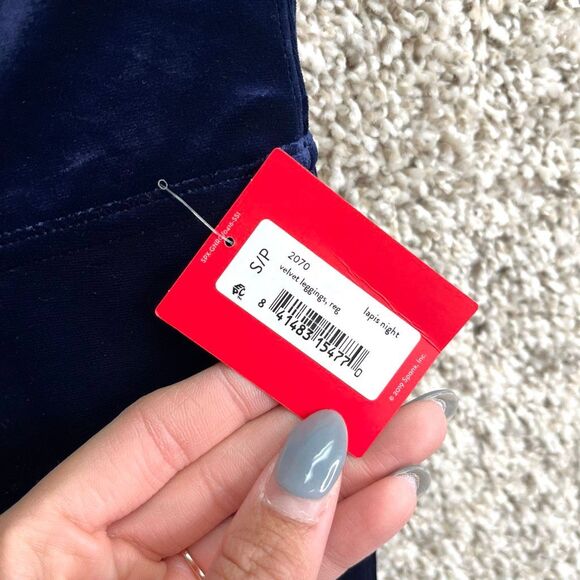 S/P
2070
velvet leggings, reg
lapis night
8 41483 15477 0
© 2019 Spanx, Inc.